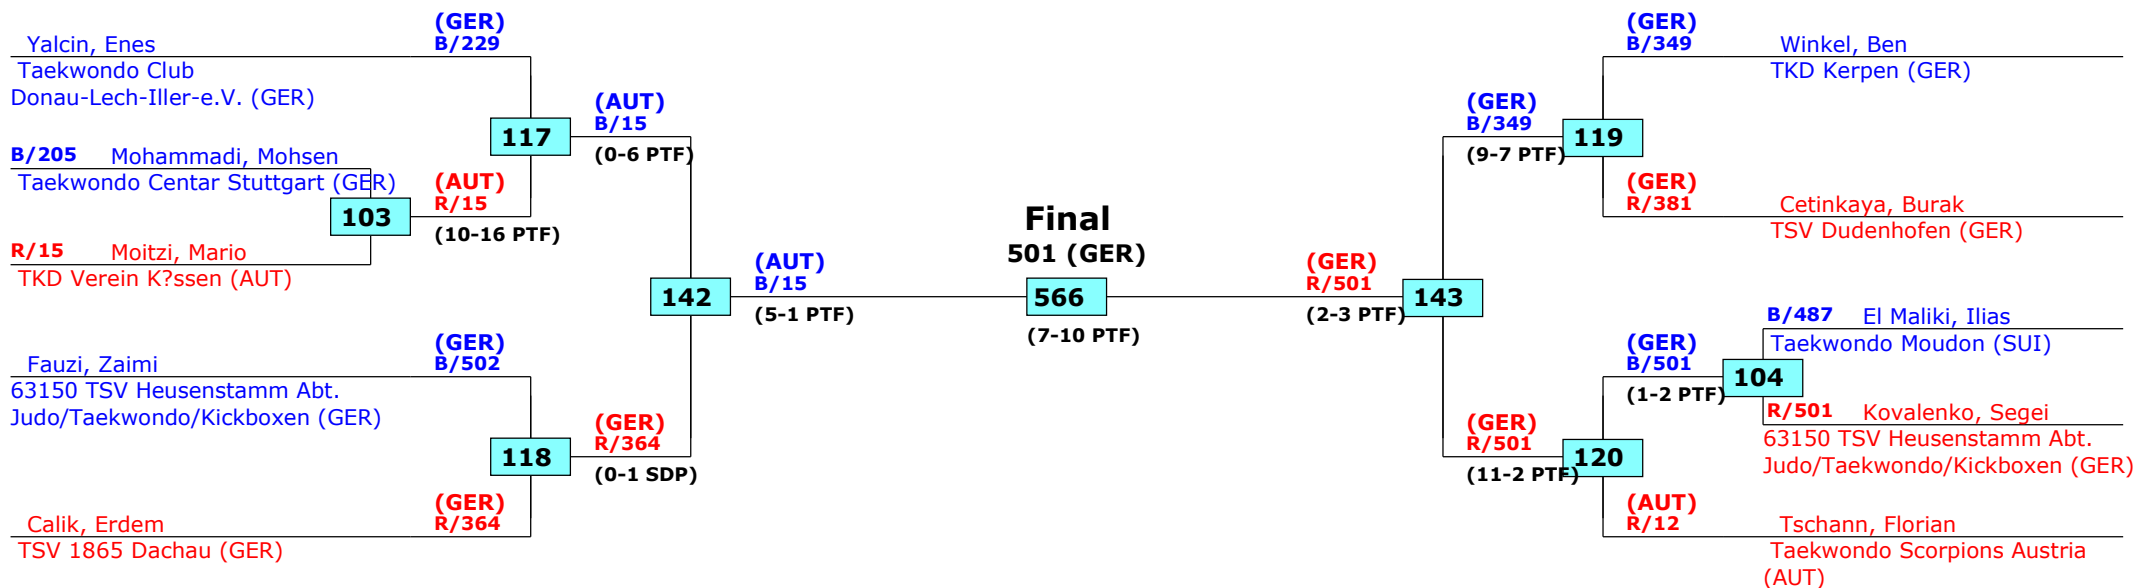 (GER)
B/229
Yalcin, Enes
Taekwondo Club
Donau-Lech-Iller-e.V. (GER)
117
(AUT)
B/15
(0-6 PTF)
B/205 Mohammadi, Mohsen
Taekwondo Centar Stuttgart (GER)
103
(AUT)
R/15
(10-16 PTF)
R/15 Moitzi, Mario
TKD Verein K?ssen (AUT)
142
(AUT)
B/15
(5-1 PTF)
(GER)
B/502
Fauzi, Zaimi
63150 TSV Heusenstamm Abt.
Judo/Taekwondo/Kickboxen (GER)
118
(GER)
R/364
(0-1 SDP)
(GER)
R/364
Calik, Erdem
TSV 1865 Dachau (GER)
Final
501 (GER)
566
(7-10 PTF)
(GER)
B/349
Winkel, Ben
TKD Kerpen (GER)
(GER)
B/349
(9-7 PTF)
119
(GER)
R/381
Cetinkaya, Burak
TSV Dudenhofen (GER)
(GER)
R/501
(2-3 PTF)
143
B/487 El Maliki, Ilias
Taekwondo Moudon (SUI)
(GER)
B/501
(1-2 PTF)
104
R/501 Kovalenko, Segei
63150 TSV Heusenstamm Abt.
Judo/Taekwondo/Kickboxen (GER)
(GER)
R/501
(11-2 PTF)
120
(AUT)
R/12
Tschann, Florian
Taekwondo Scorpions Austria
(AUT)